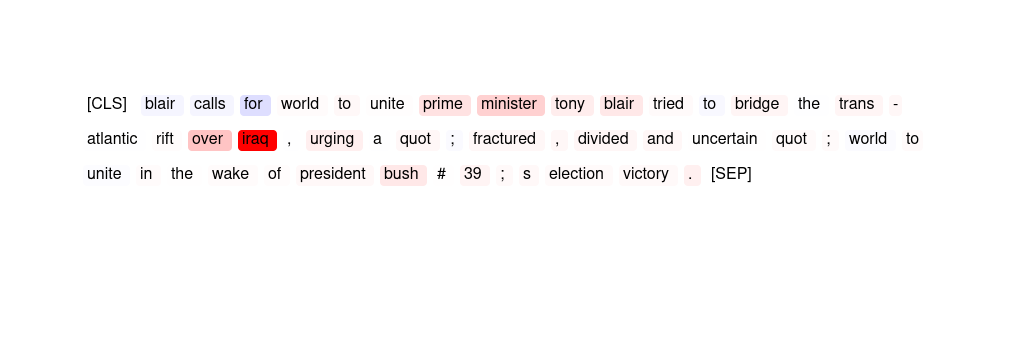 [CLS] blair calls for world to unite prime minister tony blair tried to bridge the trans -
atlantic rift over iraq , urging a quot ; fractured , divided and uncertain quot ; world to
unite in the wake of president bush # 39 ; s election victory . [SEP]